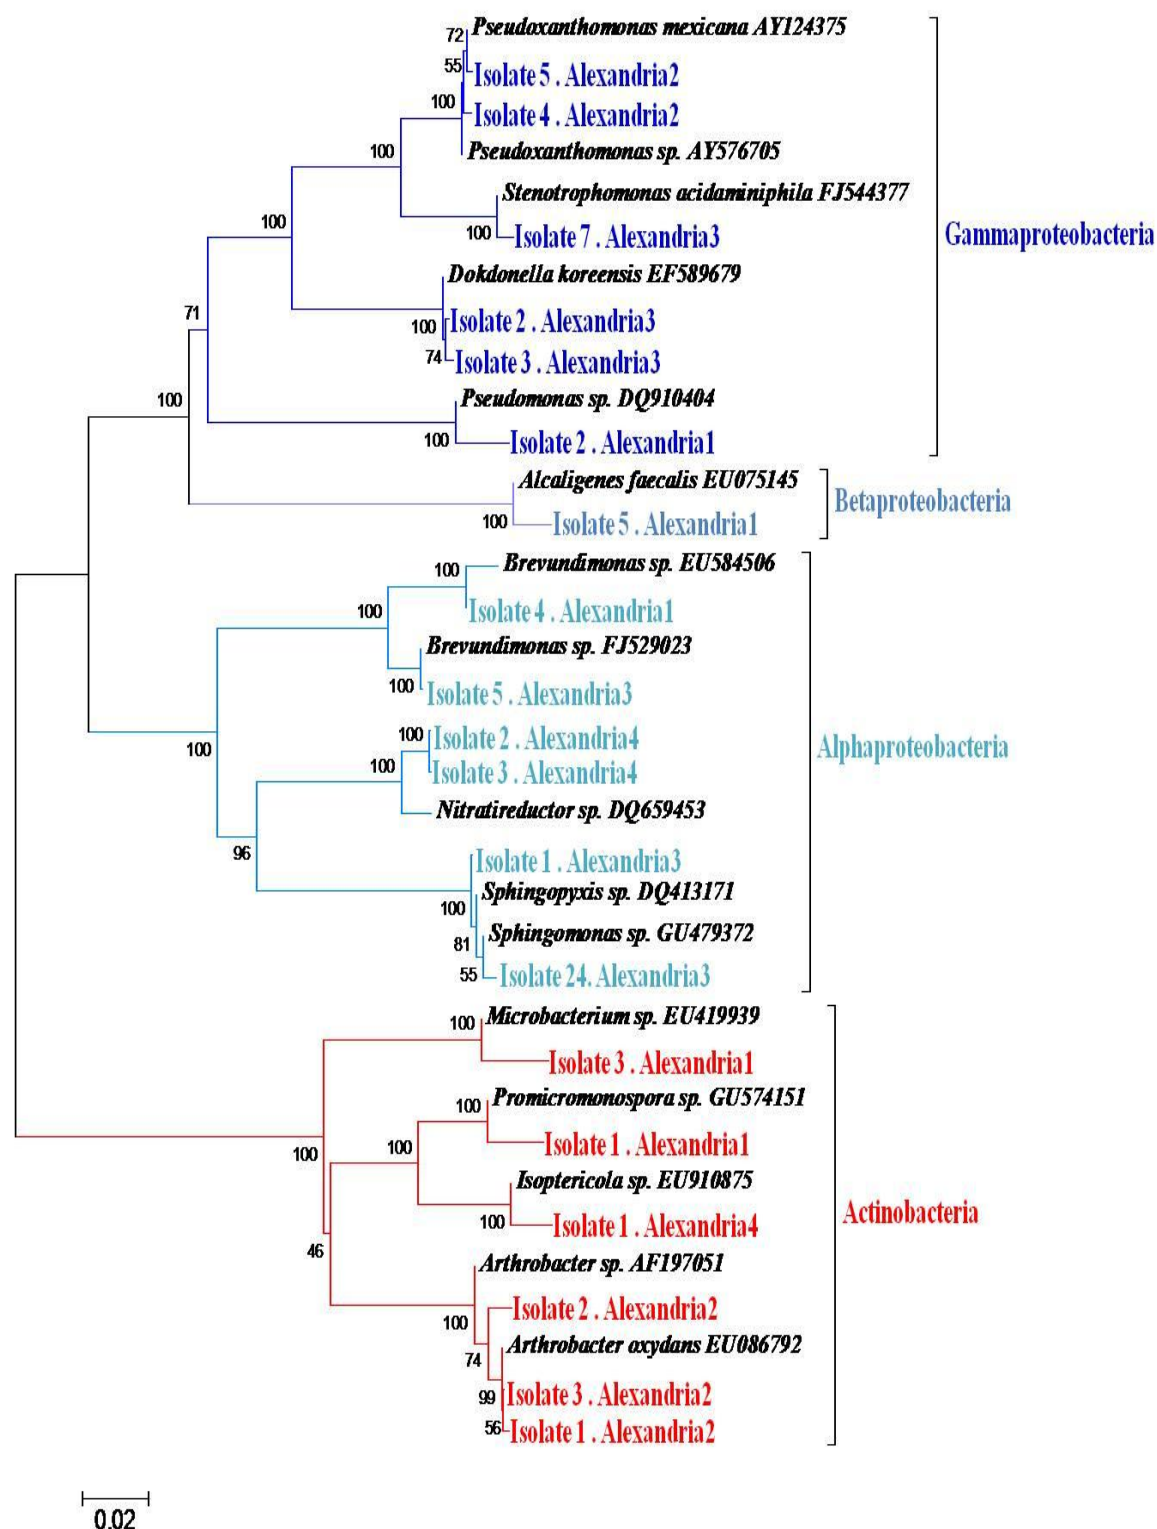 72
Pseudoxanthomonas mexicana AY124375
55
Isolate 5 . Alexandria2
100
Isolate 4 . Alexandria2
100
Pseudoxanthomonas sp. AY576705
Stenotrophomonas acidaminiphila FJ544377
100
100
Isolate 7 . Alexandria3
Gammaproteobacteria
Dokdonella koreensis EF589679
71
100
Isolate 2 . Alexandria3
74
Isolate 3 . Alexandria3
100
Pseudomonas sp. DQ910404
100
Isolate 2 . Alexandria1
Alcaligenes faecalis EU075145
Betaproteobacteria
100
Isolate 5 . Alexandria1
100
Brevundimonas sp. EU584506
100
Isolate 4 . Alexandria1
Brevundimonas sp. FJ529023
100
Isolate 5 . Alexandria3
100
100
Isolate 2 . Alexandria4
Alphaproteobacteria
100
Isolate 3 . Alexandria4
Nitratireductor sp. DQ659453
96
Isolate 1 . Alexandria3
Sphingopyxis sp. DQ413171
100
Sphingomonas sp. GU479372
81
55
Isolate 24. Alexandria3
100
Microbacterium sp. EU419939
Isolate 3 . Alexandria1
Promicromonospora sp. GU574151
100
100
100
Isolate 1 . Alexandria1
Isoptericola sp. EU910875
Actinobacteria
100
Isolate 1 . Alexandria4
46
Arthrobacter sp. AF197051
Isolate 2 . Alexandria2
100
Arthrobacter oxydans EU086792
74
99
Isolate 3 . Alexandria2
56
Isolate 1 . Alexandria2
0.02